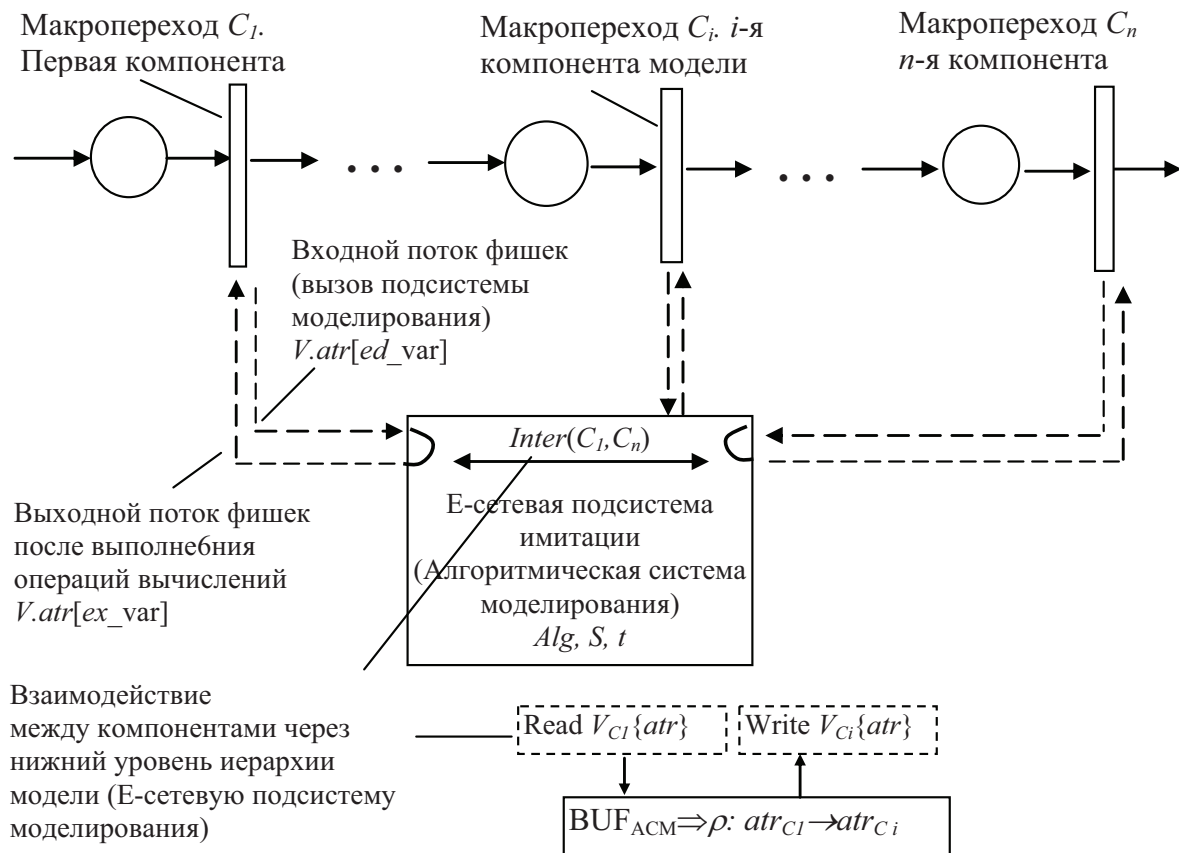 Макропереход C1.
Первая компонента
Макропереход Ci. i-я
компонента модели
Макропереход Cn
n-я компонента
. . .
. . .
Входной поток фишек
(вызов подсистемы
моделирования)
V.atr[ed_var]
Inter(C1,Cn)
Е-сетевая подсистема
имитации
(Алгоритмическая система
моделирования)
Alg, S, t
Выходной поток фишек
после выполне6ния
операций вычислений
V.atr[ex_var]
Взаимодействие
между компонентами через
нижний уровень иерархии
модели (Е-сетевую подсистему
моделирования)
Read VC1{atr}
Write VCi{atr}
BUFACM⇒ρ: atrC1→atrC i